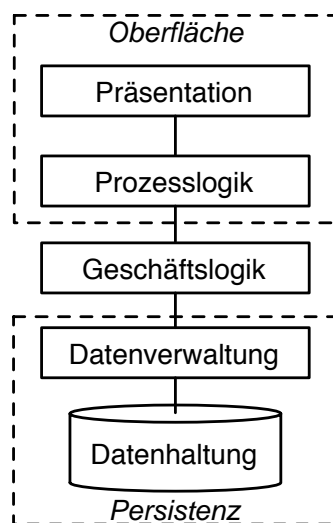 Oberfläche
Präsentation
Prozesslogik
Geschäftslogik
Datenverwaltung
Datenhaltung
Persistenz